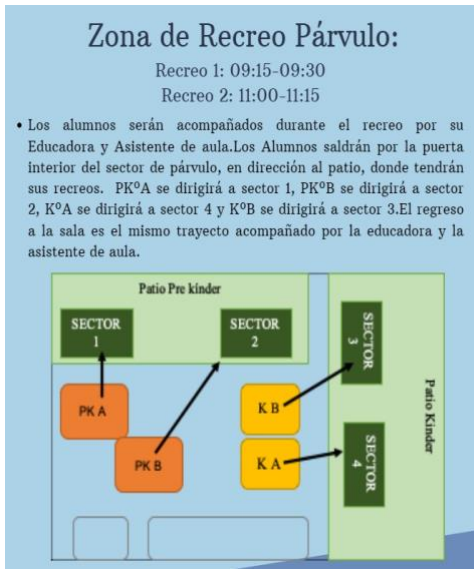 Zona de Recreo Párvulo:
Recreo 1: 09:15-09:30
Recreo 2: 11:00-11:15
• Los alumnos serán acompañados durante el recreo por su
Educadora y Asistente de aula.Los Alumnos saldrán por la puerta
interior del sector de párvulo, en dirección al patio, donde tendrán
sus recreos. PKºA se dirigirá a sector 1, PKºB se dirigirá a sector
2, KºA se dirigirá a sector 4 y KºB se dirigirá a sector 3.El regreso
a la sala es el mismo trayecto acompañado por la educadora y la
asistente de aula.
Patio Pre kínder
SECTOR
1
SECTOR
2
SECTOR
3
PK A
K B
Patio Kinder
PK B
K A
SECTOR
4